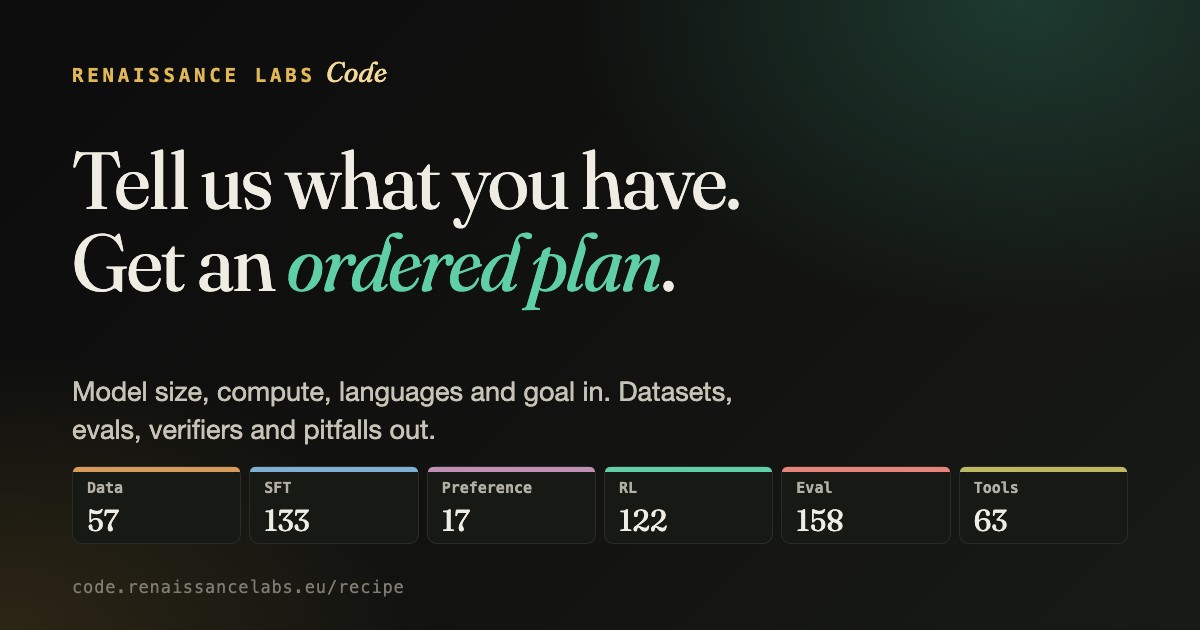 RENAISSANCE LABS Code
Tell us what you have.
Get an ordered plan.
Model size, compute, languages and goal in. Datasets,
evals, verifiers and pitfalls out.
Data
57
SFT
133
Preference
17
RL
122
Eval
158
Tools
63
code.renaissancelabs.eu/recipe